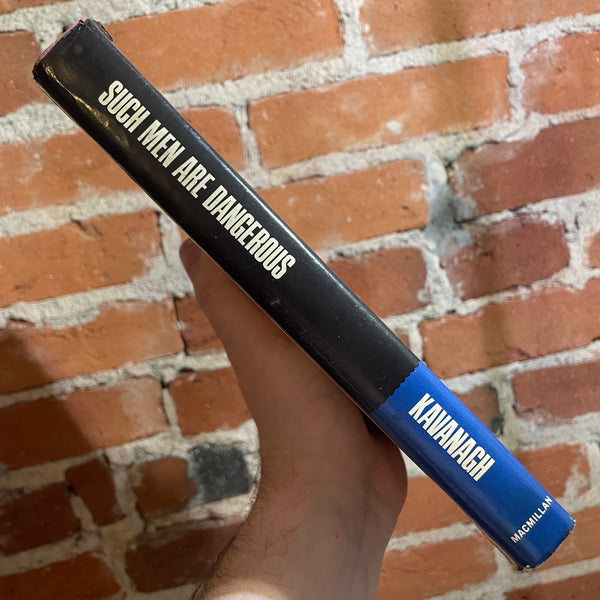 SUCH MEN ARE DANGEROUS
KAVANAGH
MACMILLAN